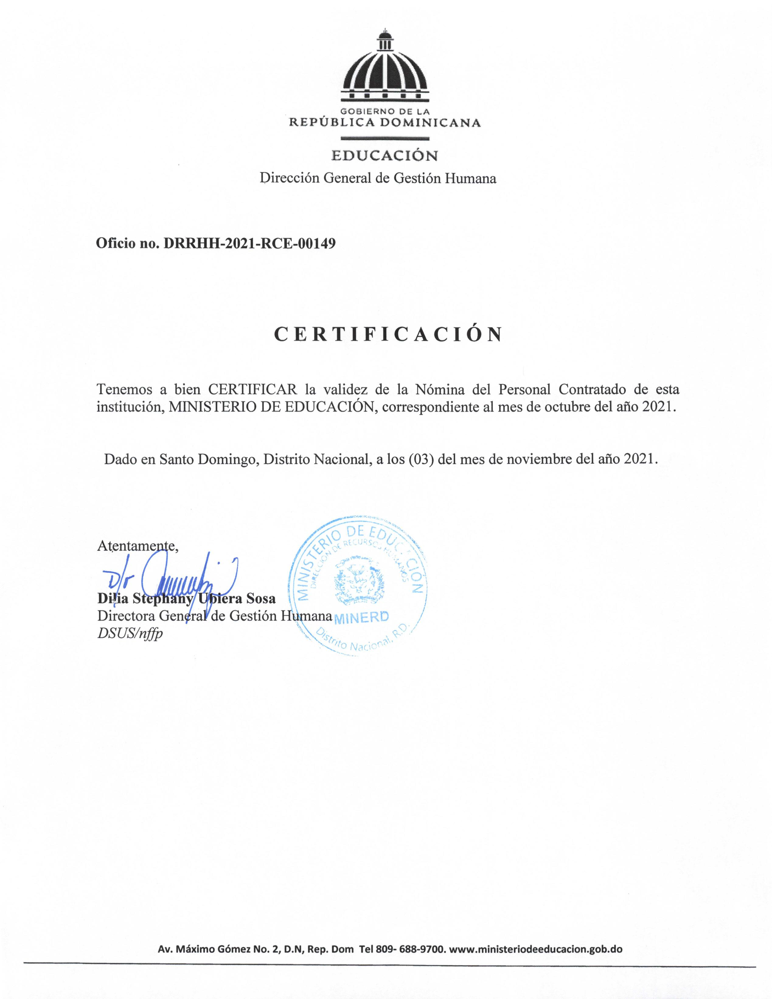 GOBIERNO DE LA
REPÚBLICA DOMINICANA
EDUCACIÓN
Dirección General de Gestión Humana
Oficio no. DRRHH-2021-RCE-00149
CERTIFICACIÓN
Tenemos a bien CERTIFICAR la validez de la Nómina del Personal Contratado de esta
institución, MINISTERIO DE EDUCACIÓN, correspondiente al mes de octubre del año 2021.
Dado en Santo Domingo, Distrito Nacional, a los (03) del mes de noviembre del año 2021.
Atentamente,
Dilia Stephany Ubiera Sosa
Directora General de Gestión Humana
DSUS/nffp
MINISTERIO DE EDUCACIÓN
DIRECCIÓN DE RECURSOS HUMANOS
MINERD
Distrito Nacional, R.D.
Av. Máximo Gómez No. 2, D.N, Rep. Dom Tel 809- 688-9700. www.ministeriodeeducacion.gob.do